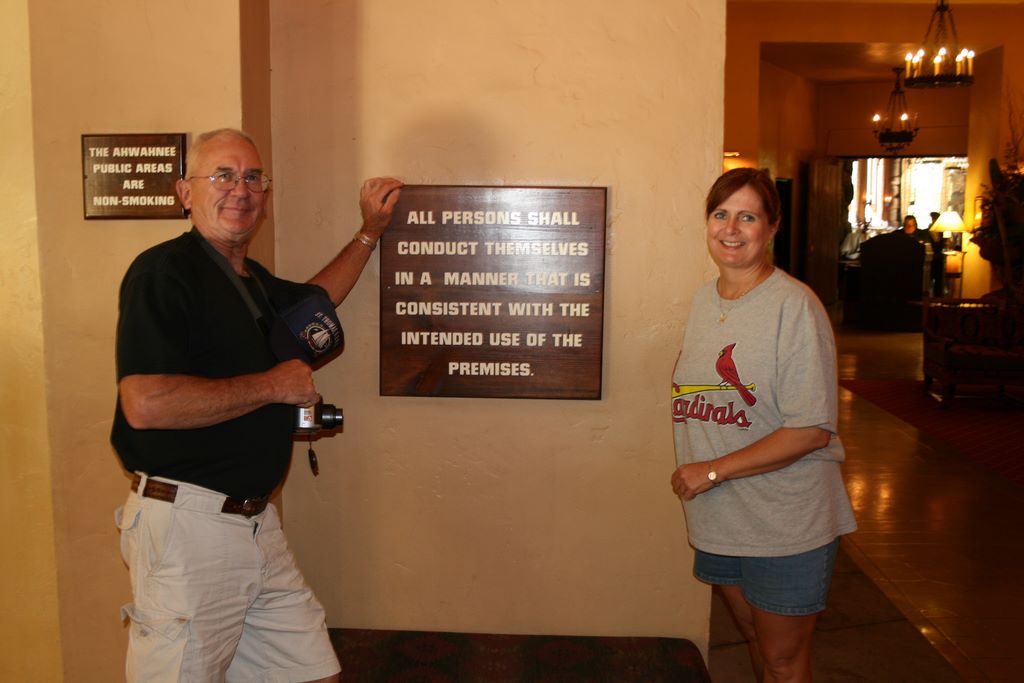 THE AHWAHNEE
PUBLIC AREAS
ARE
NON-SMOKING
ALL PERSONS SHALL
CONDUCT THEMSELVES
IN A MANNER THAT IS
CONSISTENT WITH THE
INTENDED USE OF THE
PREMISES.
Cardinals